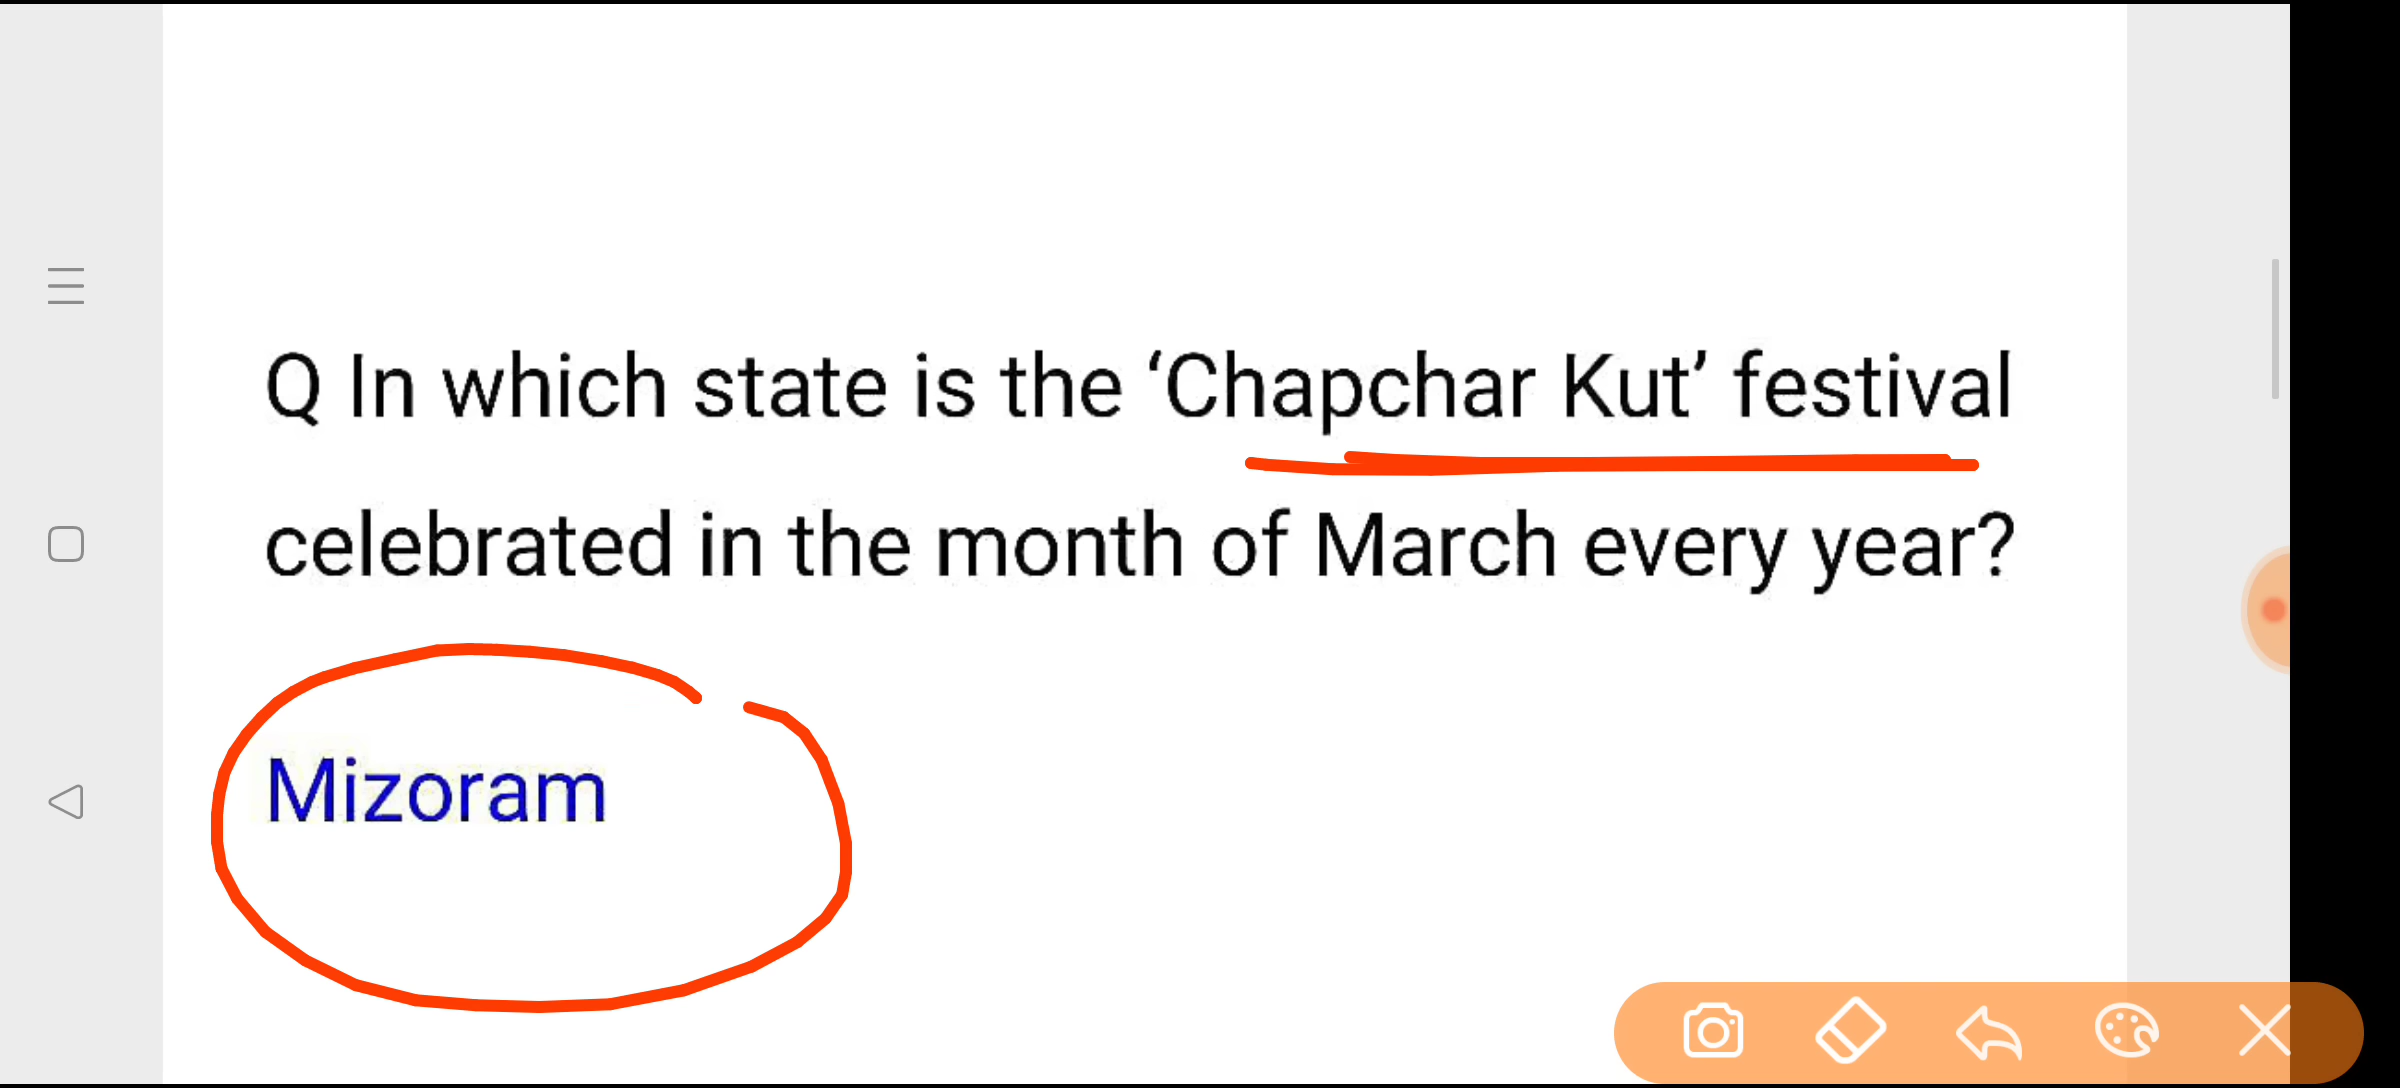 Q In which state is the ‘Chapchar Kut’ festival
celebrated in the month of March every year?
Mizoram